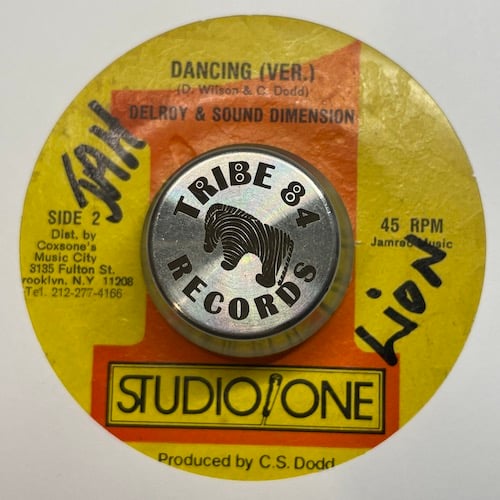 DANCING (VER.)
(D. Wilson & C. Dodd)
DELROY & SOUND DIMENSION
JAH
TRIBE 84
RECORDS
SIDE 2
Dist. by
Coxsone's
Music City
3135 Fulton St.
rooklyn, N.Y 11208
Tel. 212-277-4166
45 RPM
Jamrec Music
LiON
STUDIO ONE
Produced by C.S. Dodd